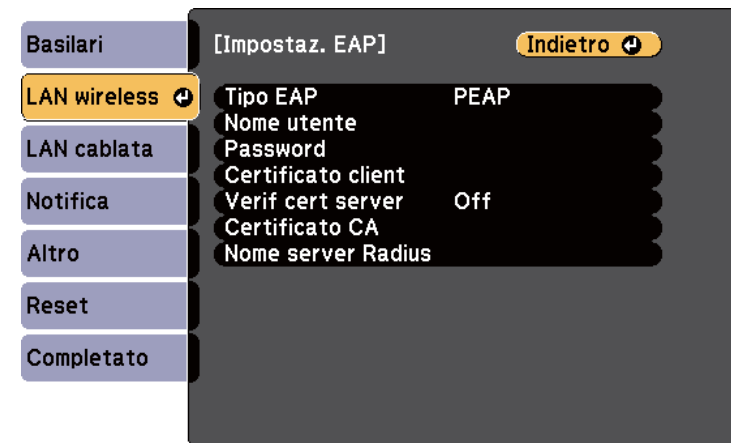 Basilari
LAN wireless
LAN cablata
Notifica
Altro
Reset
Completato
[Impostaz. EAP]
Indietro
Tipo EAP PEAP
Nome utente
Password
Certificato client
Verif cert server Off
Certificato CA
Nome server Radius